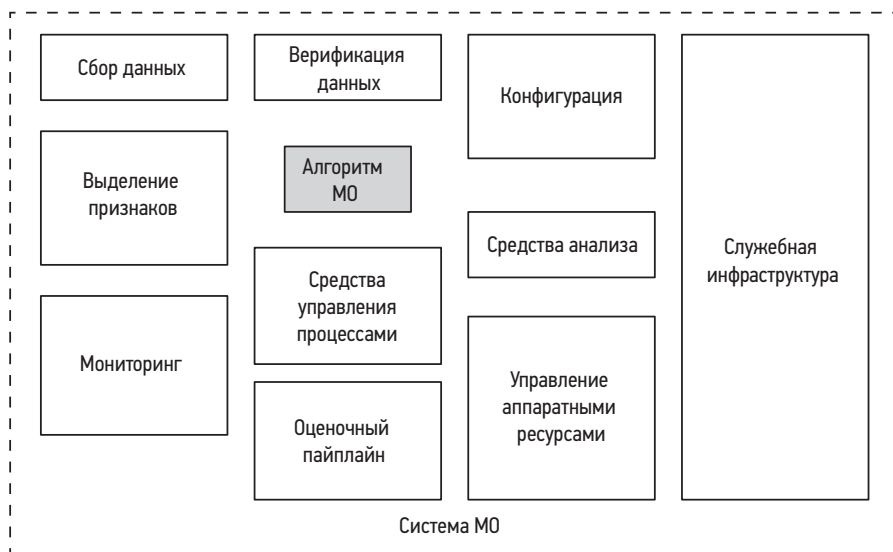 Сбор данных
Верификация
данных
Конфигурация
Выделение
признаков
Алгоритм
МО
Средства анализа
Служебная
инфраструктура
Средства
управления
процессами
Мониторинг
Управление
аппаратными
ресурсами
Оценочный
пайплайн
Система МО